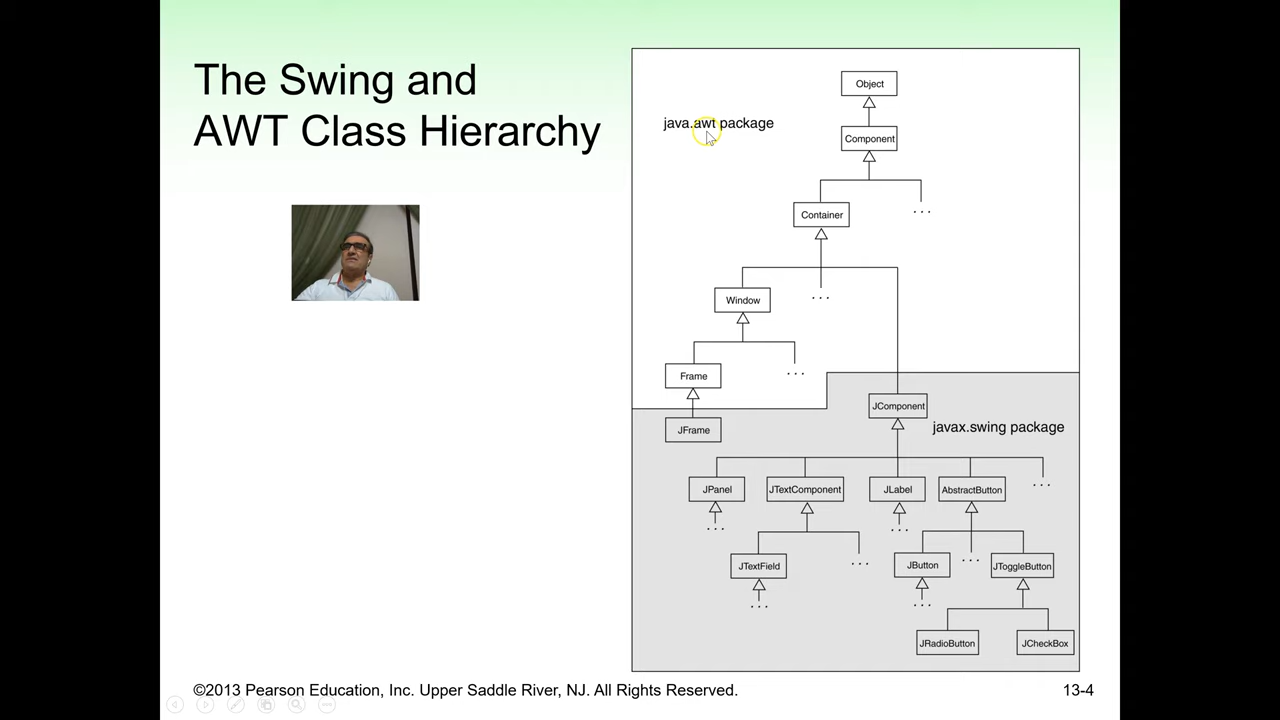 The Swing and
AWT Class Hierarchy
java.awt package
Object
Component
Container
. . .
Window
. . .
Frame
. . .
JFrame
JComponent
javax.swing package
JPanel
JTextComponent
JLabel
AbstractButton
. . .
. . .
. . .
JTextField
. . .
JButton
. . .
JToggleButton
. . .
. . .
JRadioButton
JCheckBox
©2013 Pearson Education, Inc. Upper Saddle River, NJ. All Rights Reserved.
13-4